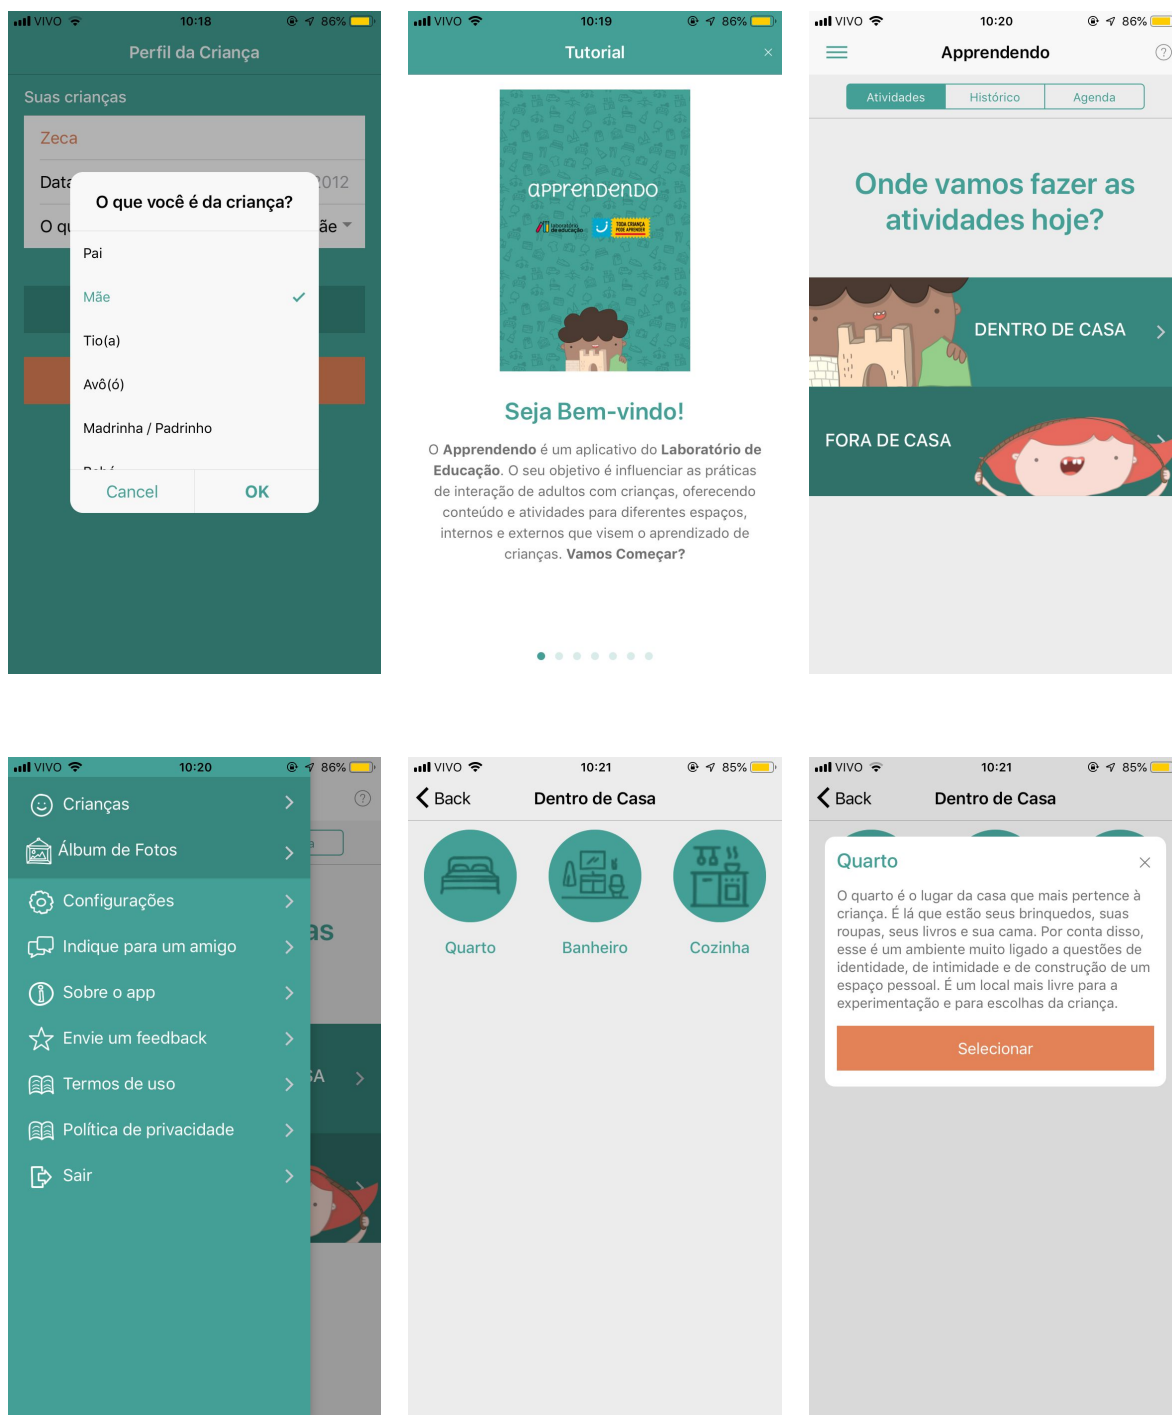 VIVO 10:18 86%
Perfil da Criança
Suas crianças
Zeca
Data 2012
O que você é da criança?
Pai
Mãe
Tio(a)
Avô(ó)
Madrinha / Padrinho
Cancel OK
VIVO 10:19 86%
Tutorial ×
apprendendo
laboratório de educação
TODA CRIANÇA
PODE APRENDER
Seja Bem-vindo!
O Apprendendo é um aplicativo do Laboratório de
Educação. O seu objetivo é influenciar as práticas
de interação de adultos com crianças, oferecendo
conteúdo e atividades para diferentes espaços,
internos e externos que visem o aprendizado de
crianças. Vamos Começar?
VIVO 10:20 86%
Apprendendo ?
Atividades Histórico Agenda
Onde vamos fazer as
atividades hoje?
DENTRO DE CASA
FORA DE CASA
VIVO 10:20 86%
Crianças
Álbum de Fotos
Configurações
as
Indique para um amigo
Sobre o app
Envie um feedback
Termos de uso
SA
Política de privacidade
Sair
VIVO 10:21 85%
Back Dentro de Casa
Quarto Banheiro Cozinha
VIVO 10:21 85%
Back Dentro de Casa
Quarto ×
O quarto é o lugar da casa que mais pertence à
criança. É lá que estão seus brinquedos, suas
roupas, seus livros e sua cama. Por conta disso,
esse é um ambiente muito ligado a questões de
identidade, de intimidade e de construção de um
espaço pessoal. É um local mais livre para a
experimentação e para escolhas da criança.
Selecionar